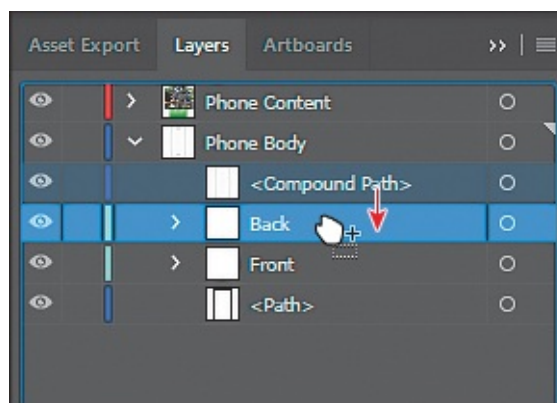 Asset Export Layers Artboards
Phone Content
Phone Body
<Compound Path>
Back
Front
<Path>